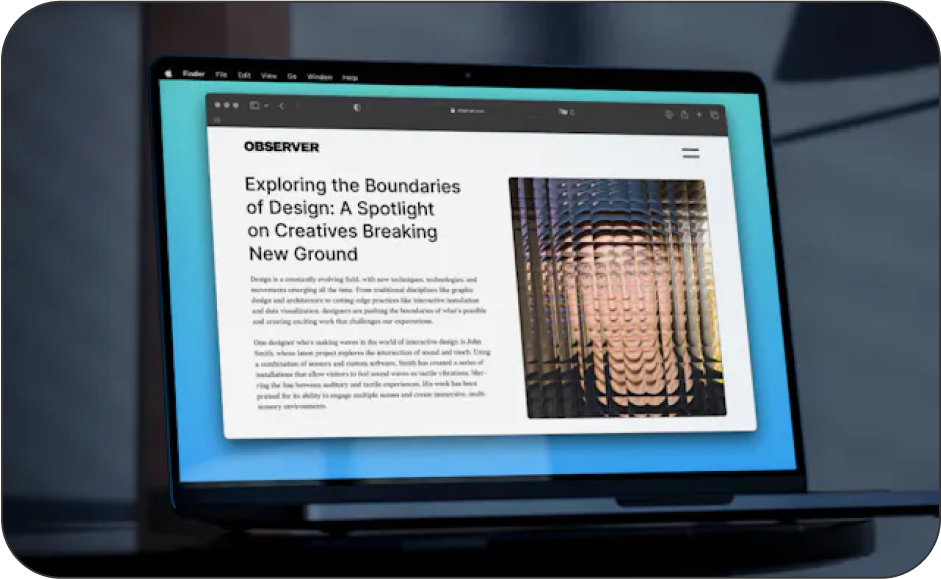 Finder File Edit View Go Window Help
OBSERVER
Exploring the Boundaries
of Design: A Spotlight
on Creatives Breaking
New Ground
Design is a constantly evolving field, with new techniques, technologies, and
movements emerging all the time. From traditional disciplines like graphic
design and architecture to cutting-edge practices like interactive installation
and data visualization, designers are pushing the boundaries of what's possible
and creating exciting work that challenges our expectations.
One designer who's making waves in the world of interactive design is John
Smith, whose latest project explores the intersection of sound and touch. Using
a combination of sensors and custom software, Smith has created a series of
installations that allow visitors to feel sound waves as tactile vibrations, blur-
ring the line between auditory and tactile experiences. His work has been
praised for its ability to engage multiple senses and create immersive, multi-
sensory environments.